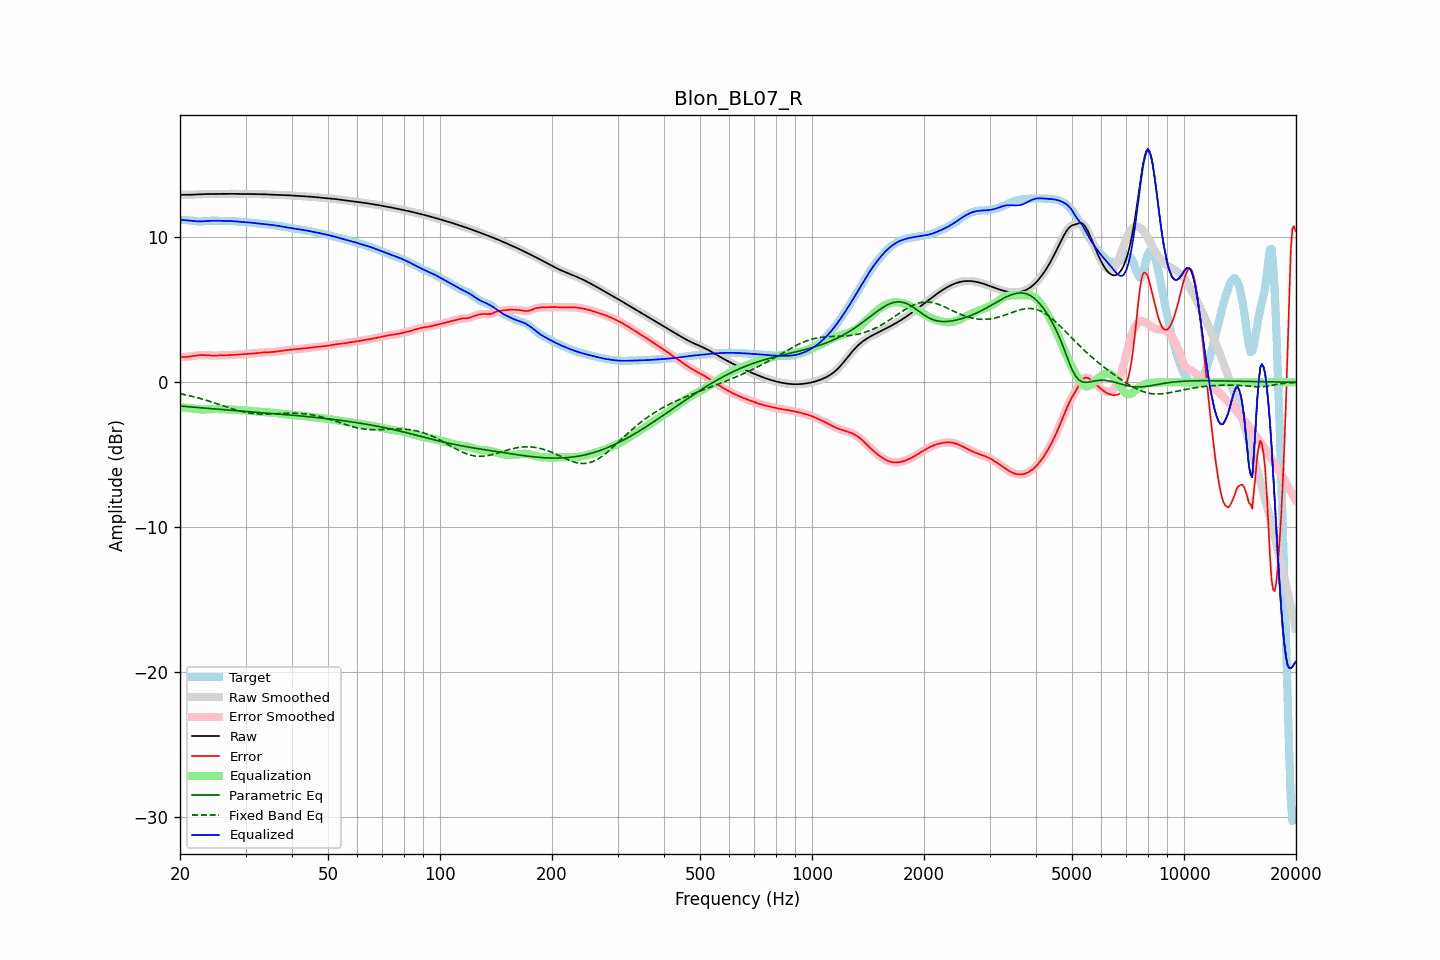 Blon_BL07_R
10
0
−10
−20
−30
Amplitude (dBr)
Target
Raw Smoothed
Error Smoothed
Raw
Error
Equalization
Parametric Eq
Fixed Band Eq
Equalized
20 50 100 200 500 1000 2000 5000 10000 20000
Frequency (Hz)